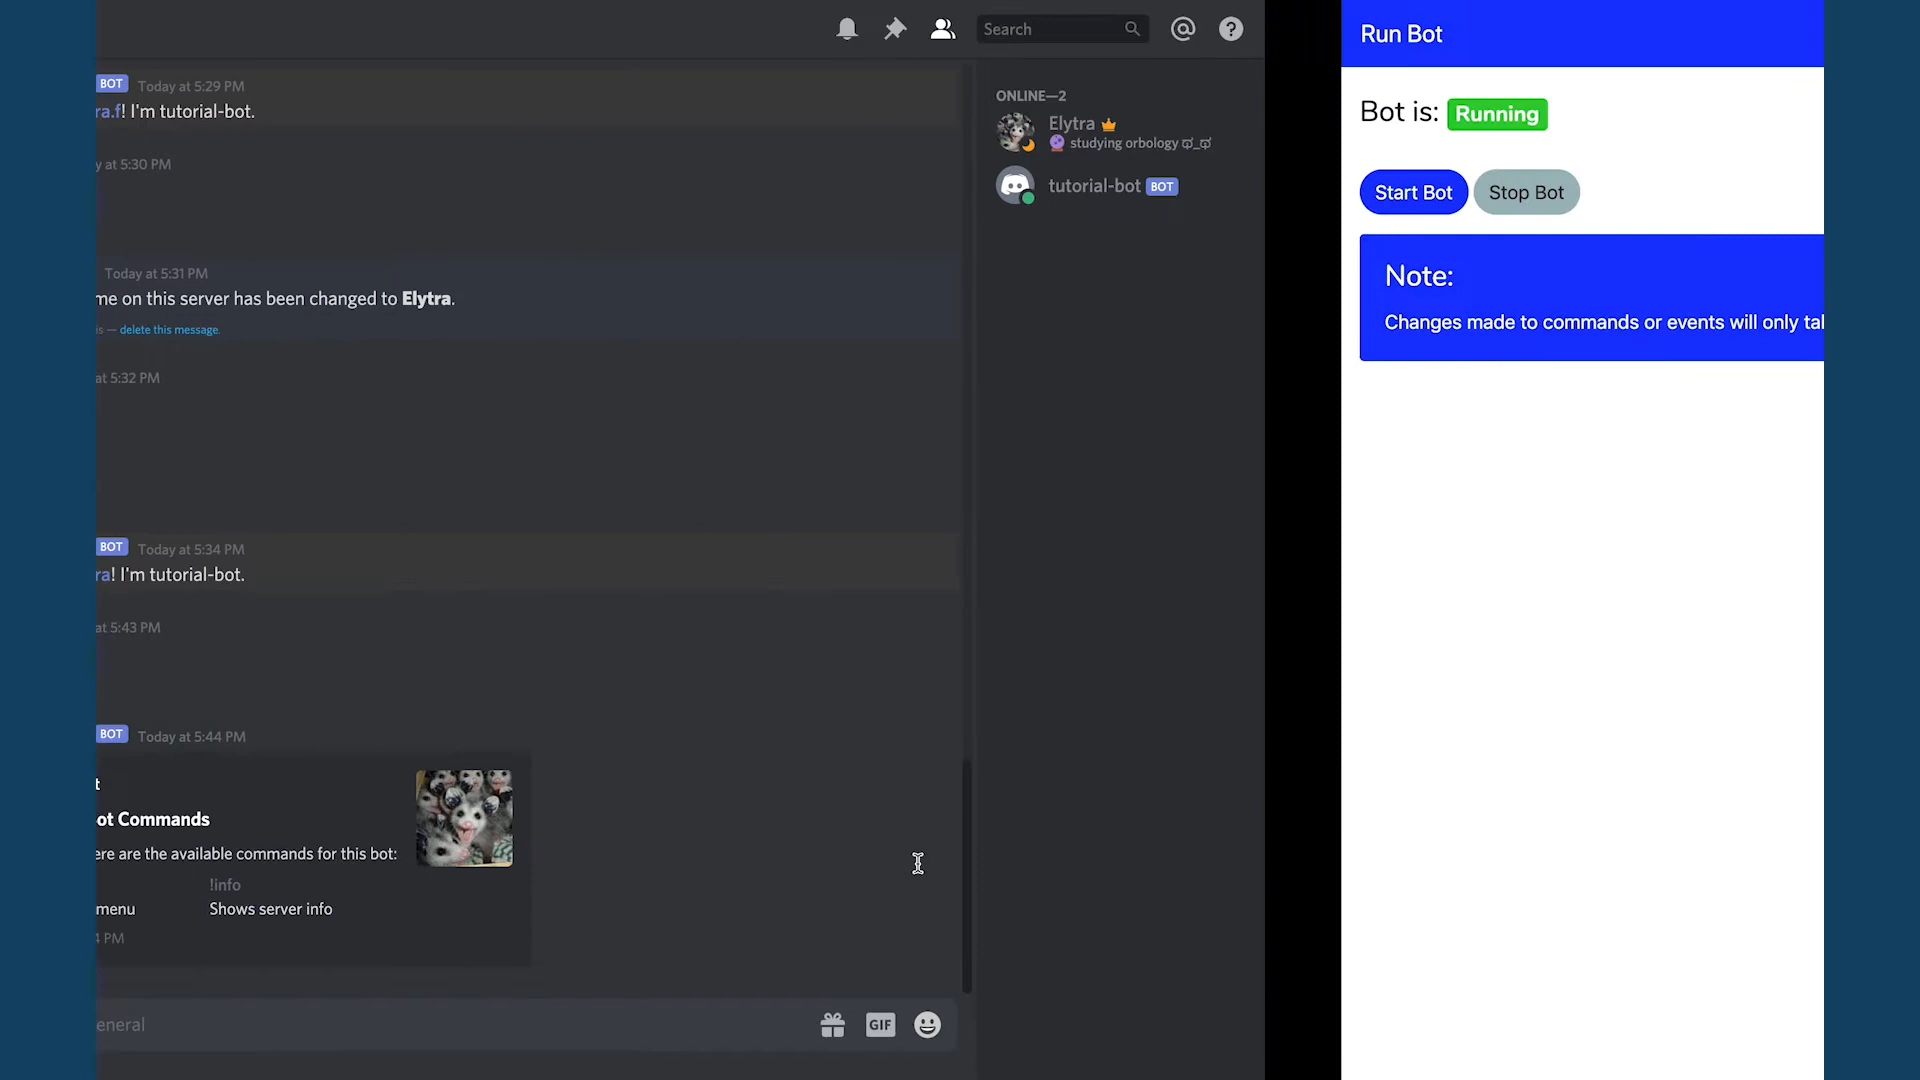 Search
BOT Today at 5:29 PM
ra.f! I'm tutorial-bot.
y at 5:30 PM
Today at 5:31 PM
me on this server has been changed to Elytra.
is — delete this message.
at 5:32 PM
BOT Today at 5:34 PM
ra! I'm tutorial-bot.
at 5:43 PM
BOT Today at 5:44 PM
t
ot Commands
ere are the available commands for this bot:
!info
menu Shows server info
4 PM
eneral
GIF
ONLINE—2
Elytra
studying orbology ಠ_ಠ
tutorial-bot BOT
Run Bot
Bot is: Running
Start Bot Stop Bot
Note:
Changes made to commands or events will only tal